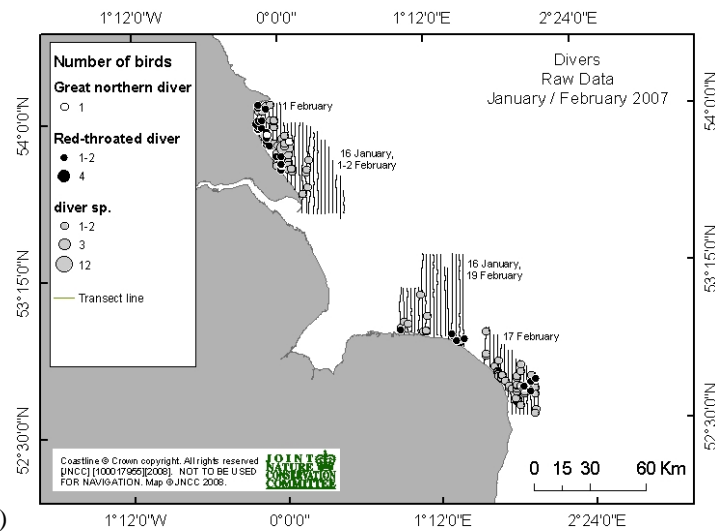 1°12'0"W 0°0'0" 1°12'0"E 2°24'0"E
Number of birds
Great northern diver
1
Red-throated diver
1-2
4
diver sp.
1-2
3
12
Transect line
Divers
Raw Data
January / February 2007
1 February
16 January,
1-2 February
16 January,
19 February
17 February
54°0'0"N
53°15'0"N
52°30'0"N
54°0'0"N
53°15'0"N
52°30'0"N
Coastline © Crown copyright. All rights reserved
JNCC] [100017955][2008]. NOT TO BE USED
FOR NAVIGATION. Map © JNCC 2008.
JOINT
NATURE
CONSERVATION
COMMITTEE
0 15 30 60 Km
1°12'0"W 0°0'0" 1°12'0"E 2°24'0"E
)